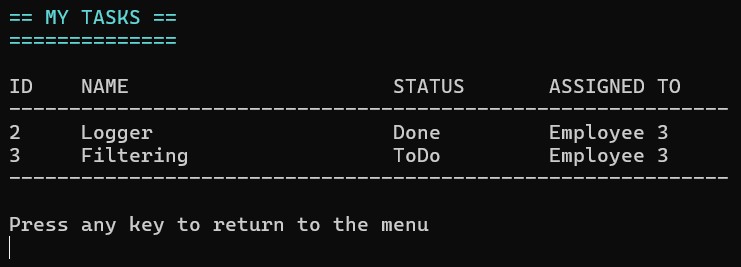 == MY TASKS ==
==============
ID    NAME                      STATUS       ASSIGNED TO
------------------------------------------------------------
2     Logger                    Done         Employee 3
3     Filtering                 ToDo         Employee 3
------------------------------------------------------------
Press any key to return to the menu